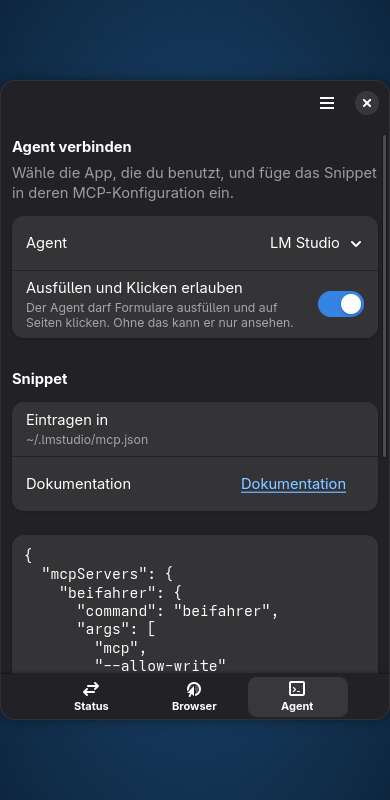 Agent verbinden
Wähle die App, die du benutzt, und füge das Snippet
in deren MCP-Konfiguration ein.
Agent
LM Studio
Ausfüllen und Klicken erlauben
Der Agent darf Formulare ausfüllen und auf
Seiten klicken. Ohne das kann er nur ansehen.
Snippet
Eintragen in
~/.lmstudio/mcp.json
Dokumentation
Dokumentation
{
"mcpServers": {
"beifahrer": {
"command": "beifahrer",
"args": [
"mcp",
"--allow-write"
Status
Browser
Agent